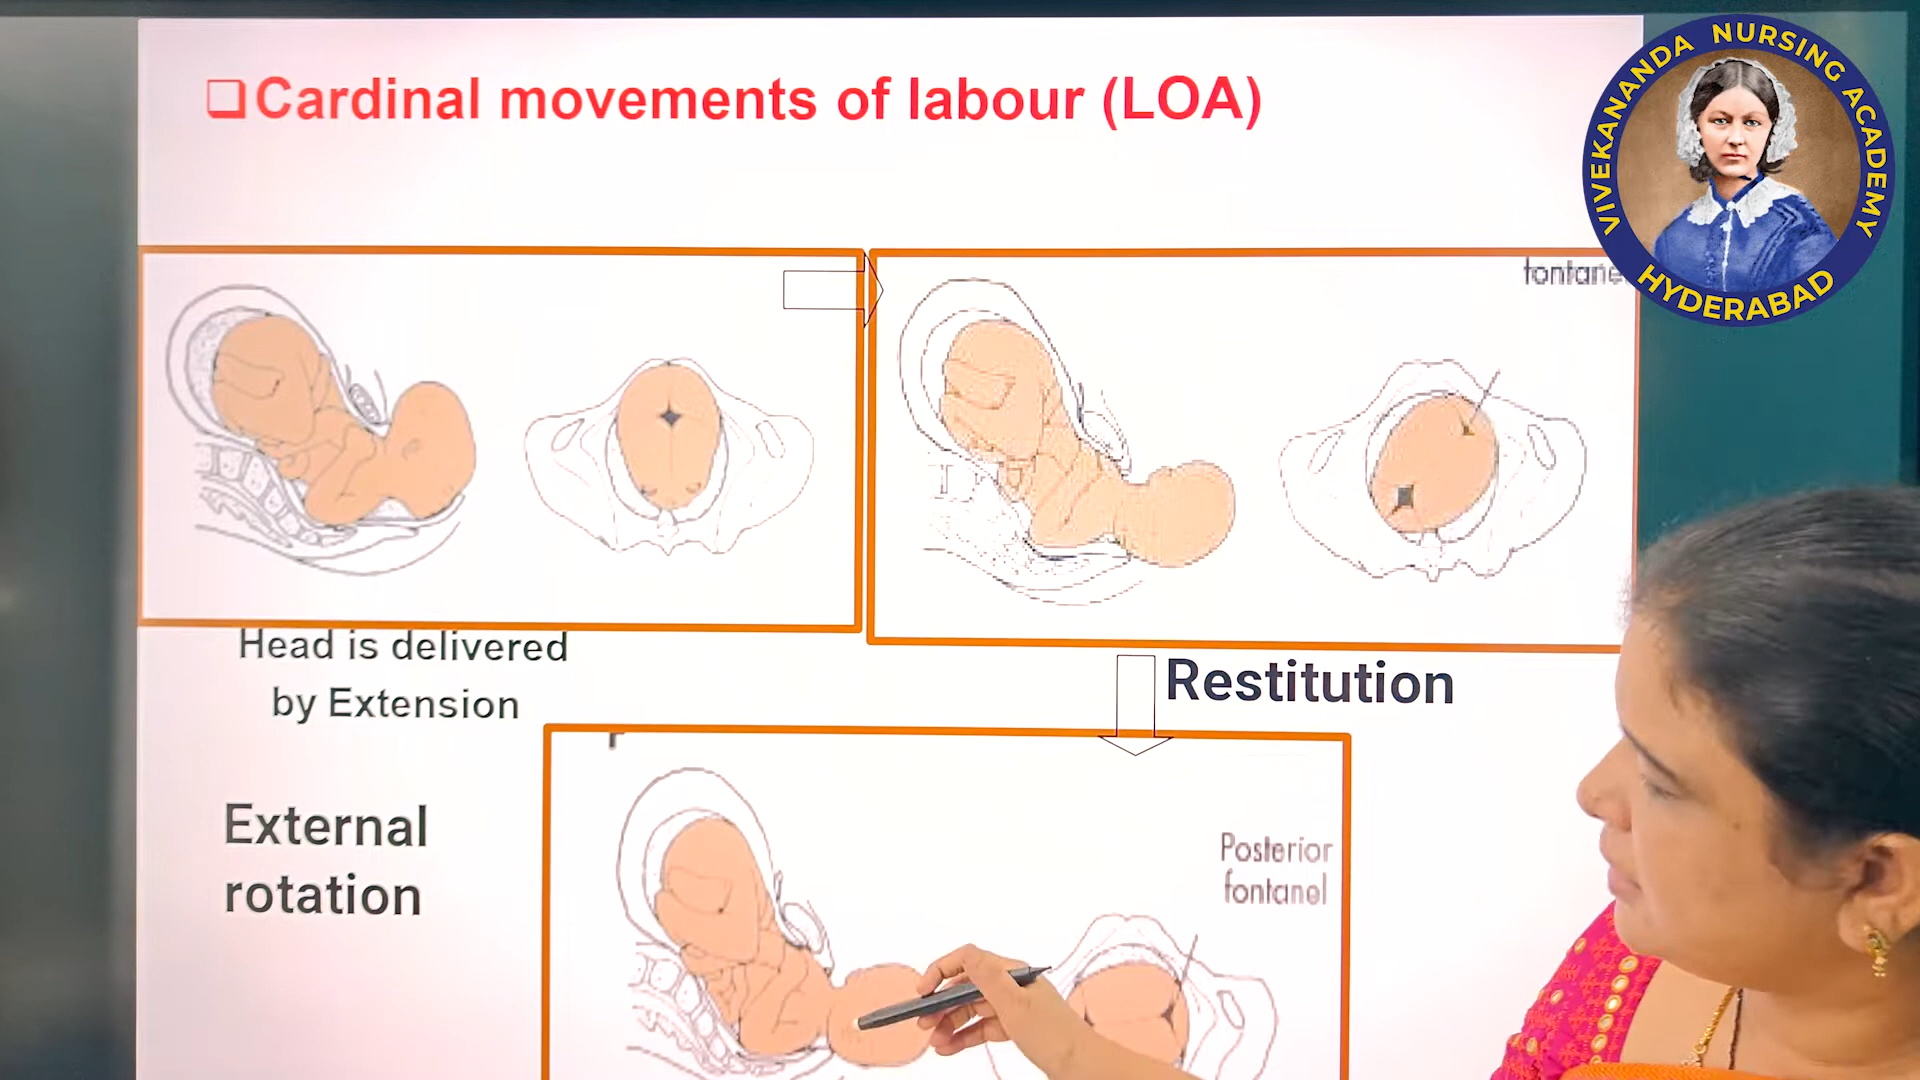 Cardinal movements of labour (LOA)
VIVEKANANDA NURSING ACADEMY
HYDERABAD
Head is delivered
by Extension
Restitution
External
rotation
Posterior
fontanel